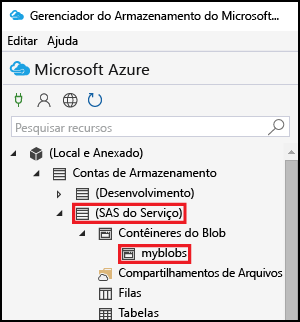 Gerenciador do Armazenamento do Microsoft...
Editar Ajuda
Microsoft Azure
Pesquisar recursos
(Local e Anexado)
Contas de Armazenamento
(Desenvolvimento)
(SAS do Serviço)
Contêineres do Blob
myblobs
Compartilhamentos de Arquivos
Filas
Tabelas